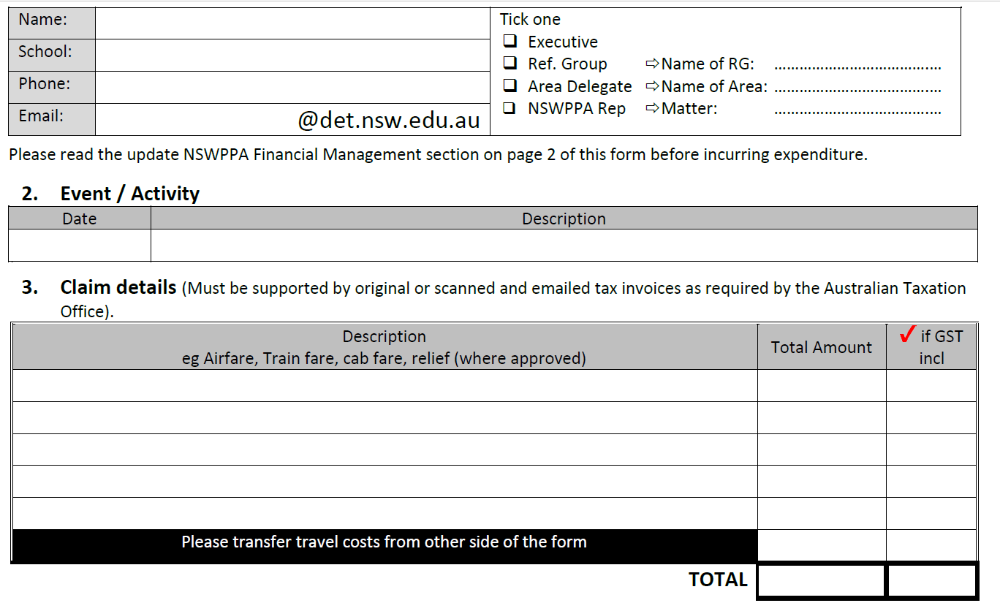 Name:
Tick one
❑ Executive
School:
❑ Ref. Group ⇨Name of RG: ........................................
Phone:
❑ Area Delegate ⇨Name of Area: ........................................
Email: @det.nsw.edu.au
❑ NSWPPA Rep ⇨Matter: ........................................
Please read the update NSWPPA Financial Management section on page 2 of this form before incurring expenditure.
2. Event / Activity
Date Description
3. Claim details (Must be supported by original or scanned and emailed tax invoices as required by the Australian Taxation
Office).
Description
eg Airfare, Train fare, cab fare, relief (where approved)
Total Amount
✓ if GST
incl
Please transfer travel costs from other side of the form
TOTAL